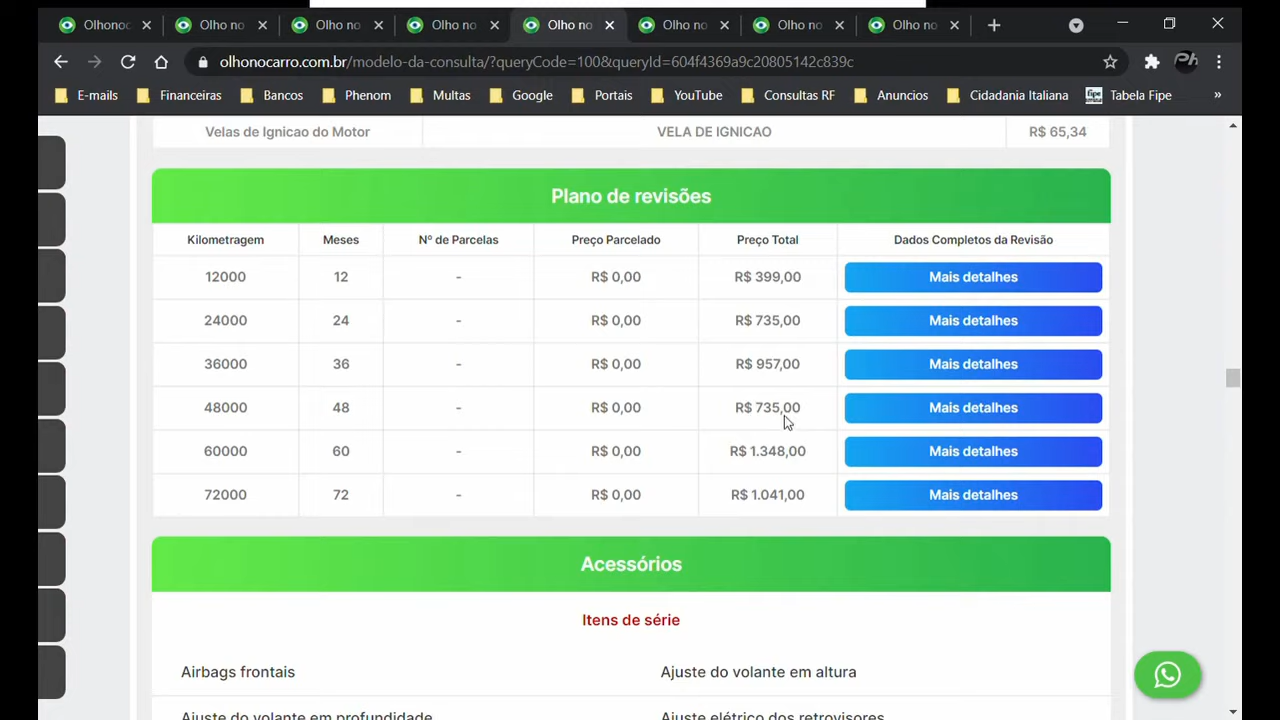 Olhonoc
Olho no
Olho no
Olho no
Olho no
Olho no
Olho no
Olho no
olhonocarro.com.br/modelo-da-consulta/?queryCode=100&queryId=604f4369a9c20805142c839c
E-mails Financeiras Bancos Phenom Multas Google Portais YouTube Consultas RF Anuncios Cidadania Italiana Tabela Fipe »
Velas de Ignicao do Motor VELA DE IGNICAO R$ 65,34
Plano de revisões
Kilometragem Meses Nº de Parcelas Preço Parcelado Preço Total Dados Completos da Revisão
12000 12 - R$ 0,00 R$ 399,00 Mais detalhes
24000 24 - R$ 0,00 R$ 735,00 Mais detalhes
36000 36 - R$ 0,00 R$ 957,00 Mais detalhes
48000 48 - R$ 0,00 R$ 735,00 Mais detalhes
60000 60 - R$ 0,00 R$ 1.348,00 Mais detalhes
72000 72 - R$ 0,00 R$ 1.041,00 Mais detalhes
Acessórios
Itens de série
Airbags frontais Ajuste do volante em altura
Ajuste do volante em profundidade Ajuste elétrico dos retrovisores